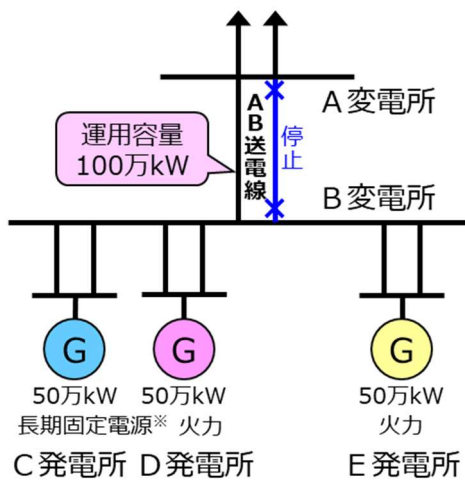 A変電所
運用容量
100万kW
AB送電線
停止
B変電所
G
G
G
50万kW
50万kW
50万kW
長期固定電源※
火力
火力
C発電所
D発電所
E発電所